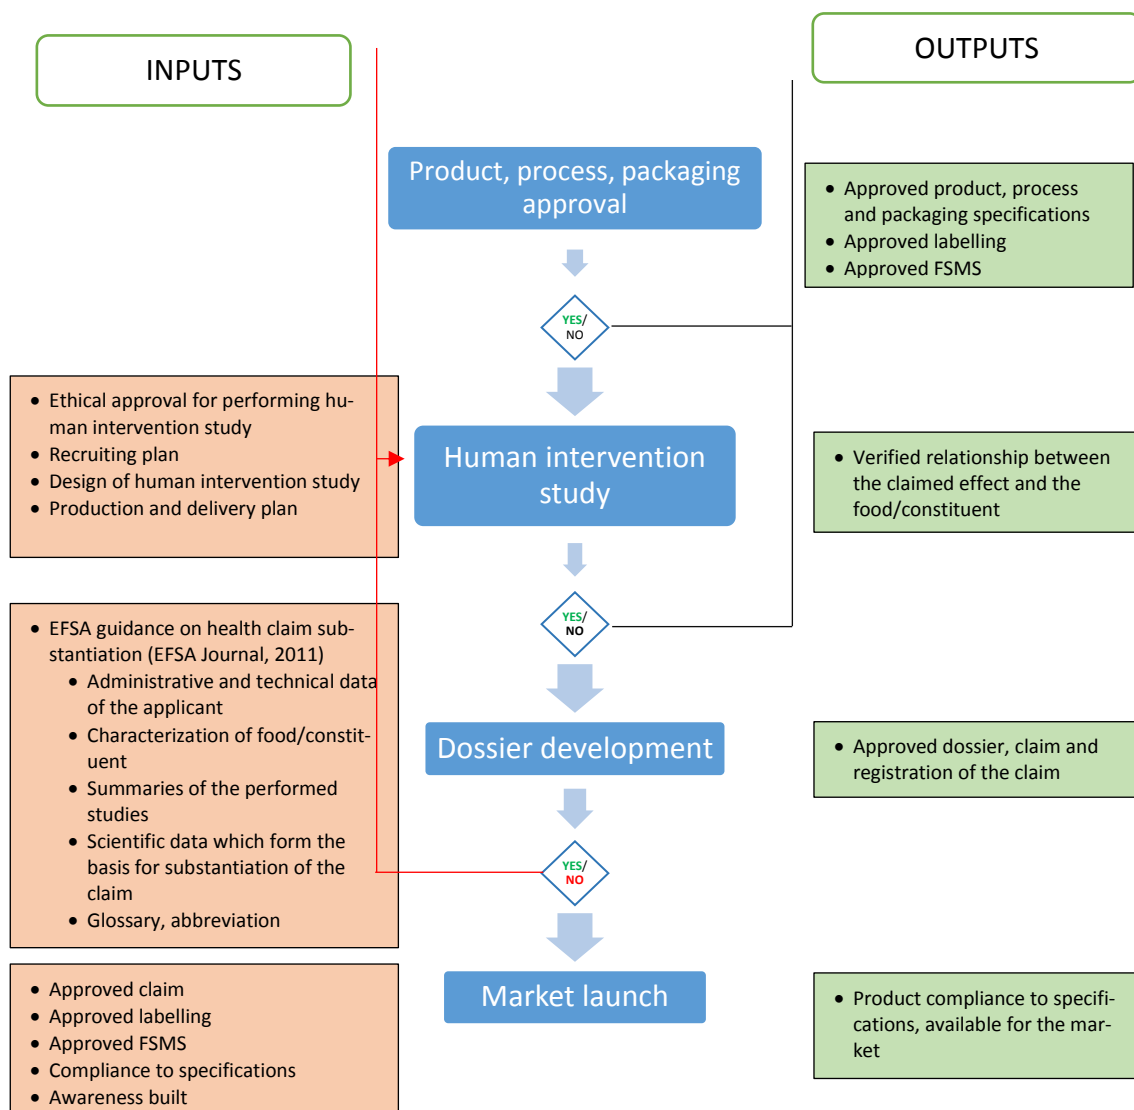 INPUTS
OUTPUTS
Product, process, packaging
approval
• Approved product, process
and packaging specifications
• Approved labelling
• Approved FSMS
YES/
NO
• Ethical approval for performing hu-
man intervention study
• Recruiting plan
• Design of human intervention study
• Production and delivery plan
Human intervention
study
• Verified relationship between
the claimed effect and the
food/constituent
YES/
NO
• EFSA guidance on health claim sub-
stantiation (EFSA Journal, 2011)
• Administrative and technical data
of the applicant
• Characterization of food/constit-
uent
• Summaries of the performed
studies
• Scientific data which form the
basis for substantiation of the
claim
• Glossary, abbreviation
Dossier development
• Approved dossier, claim and
registration of the claim
YES/
NO
• Approved claim
• Approved labelling
• Approved FSMS
• Compliance to specifications
• Awareness built
Market launch
• Product compliance to specifi-
cations, available for the mar-
ket